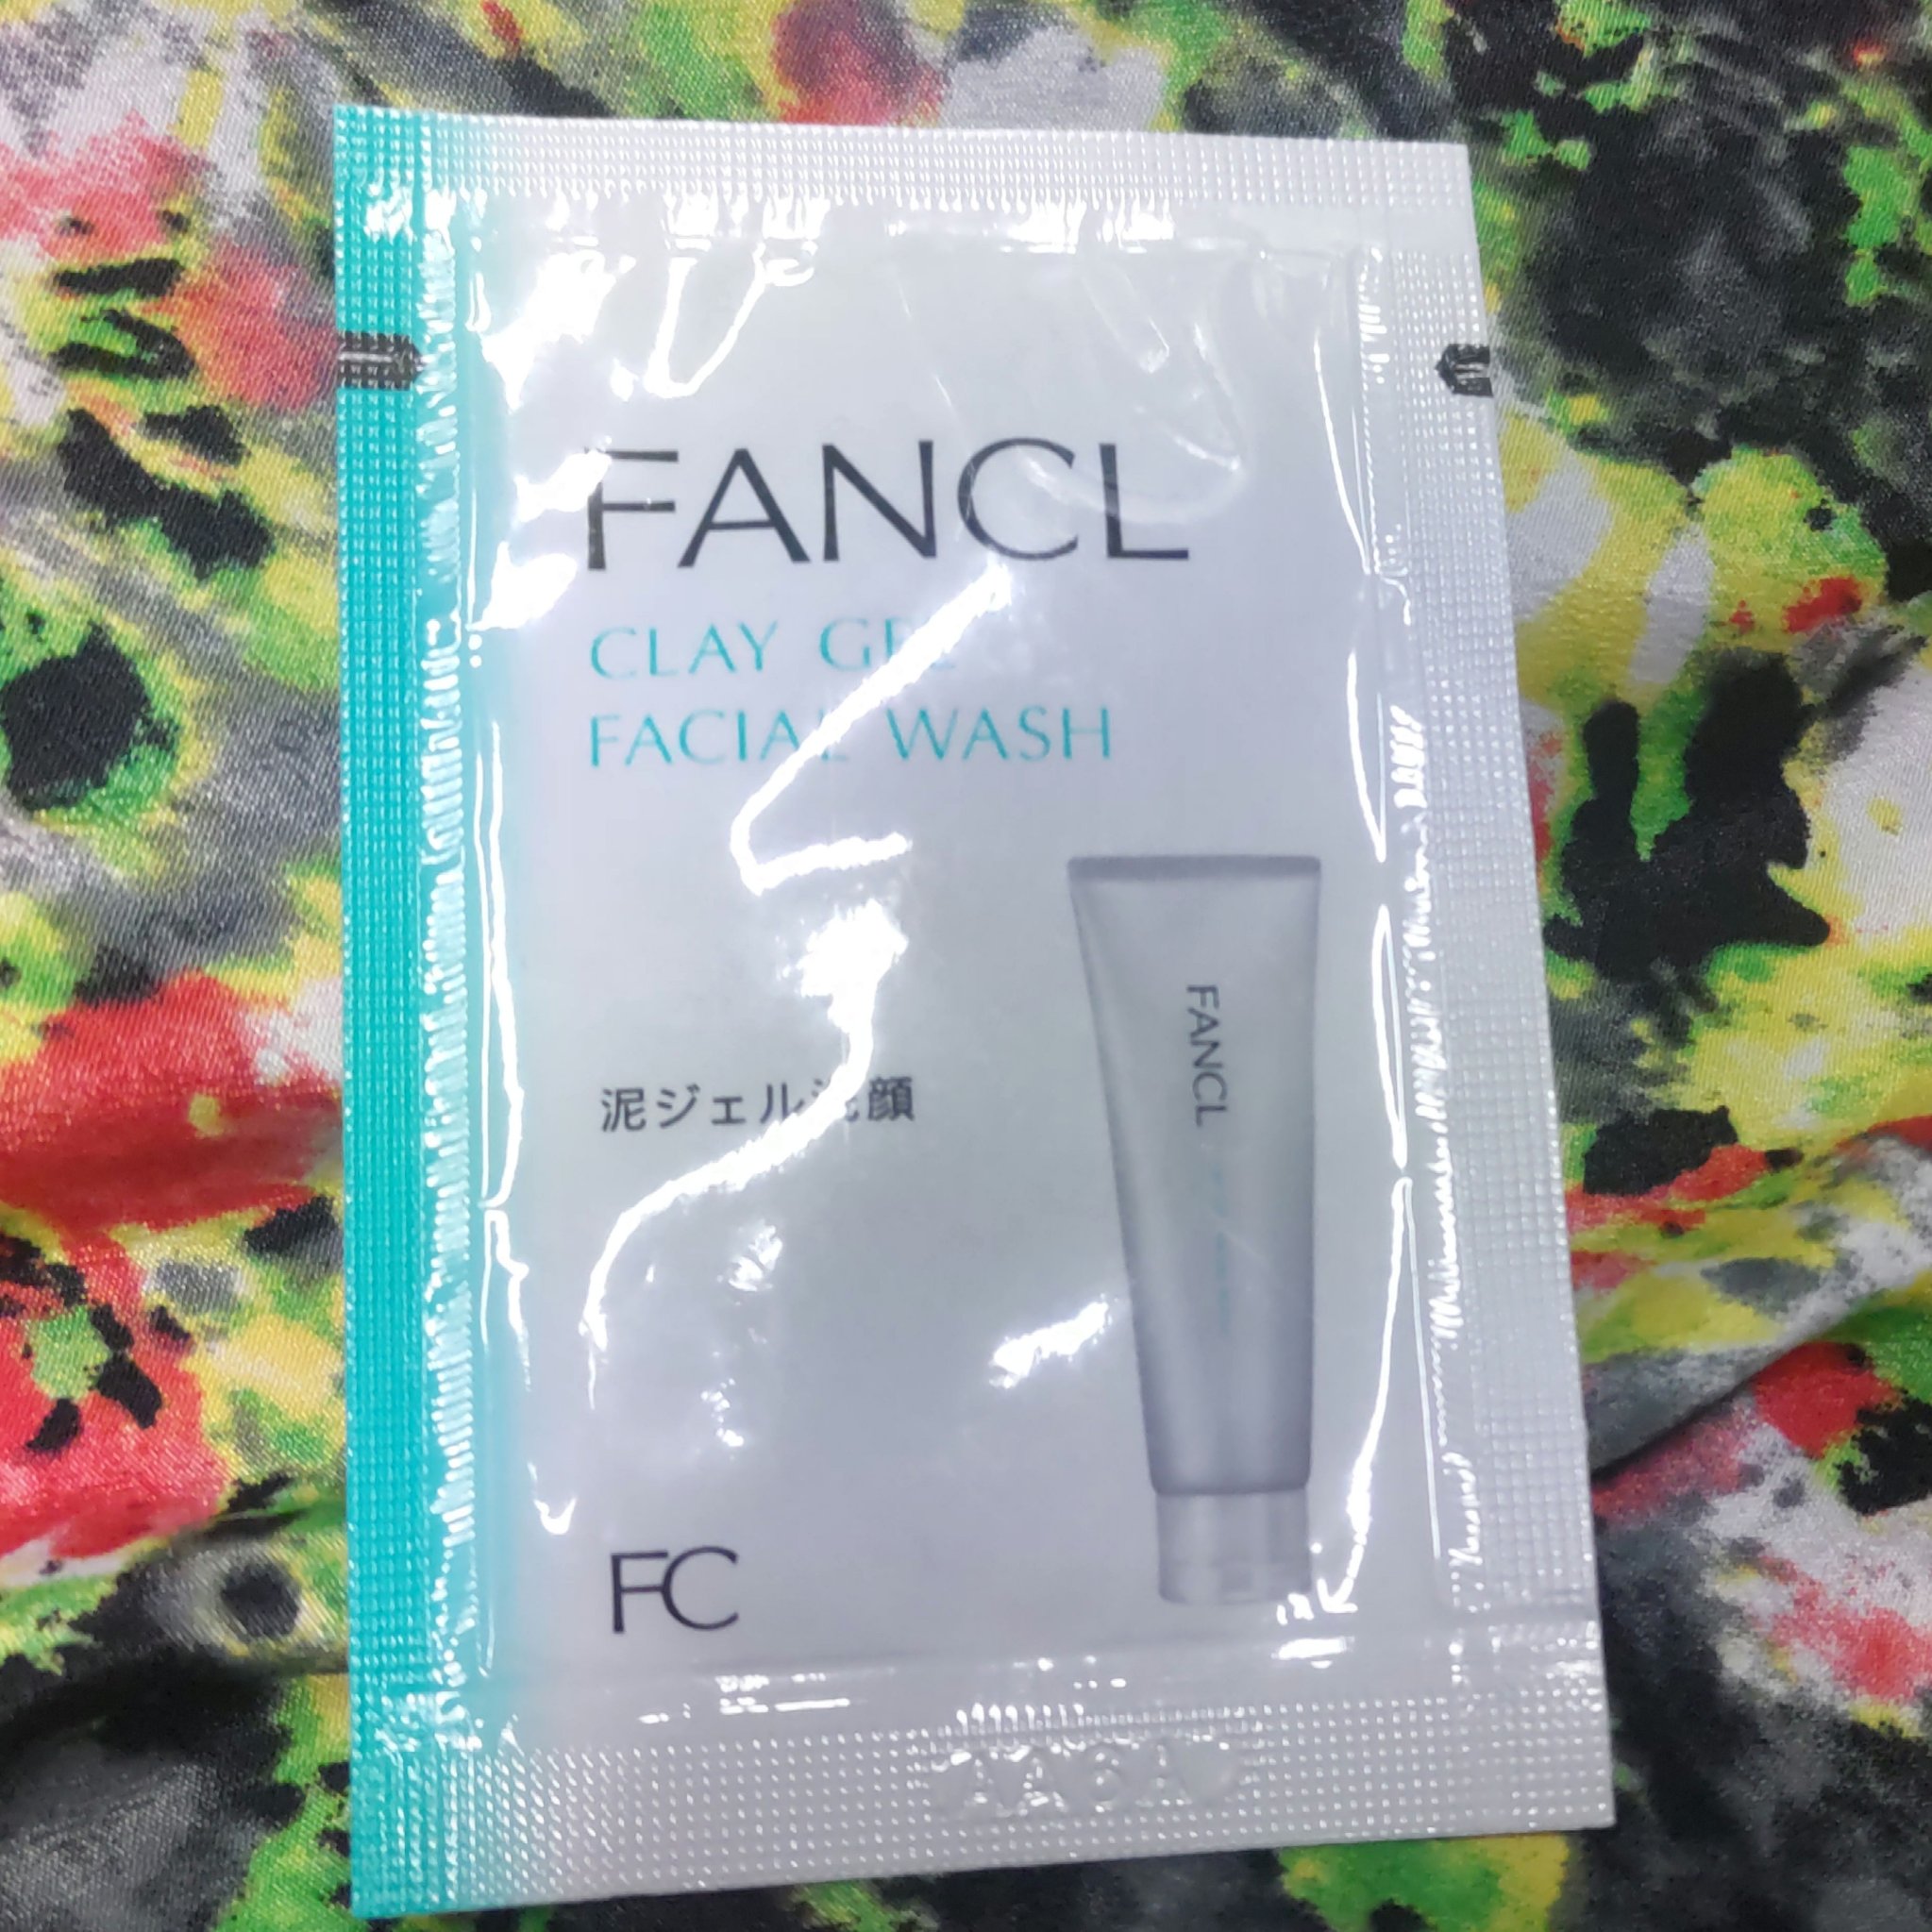 FANCL
CLAY GEL
FACIAL WASH
FANCL
泥ジェル洗顔
FC